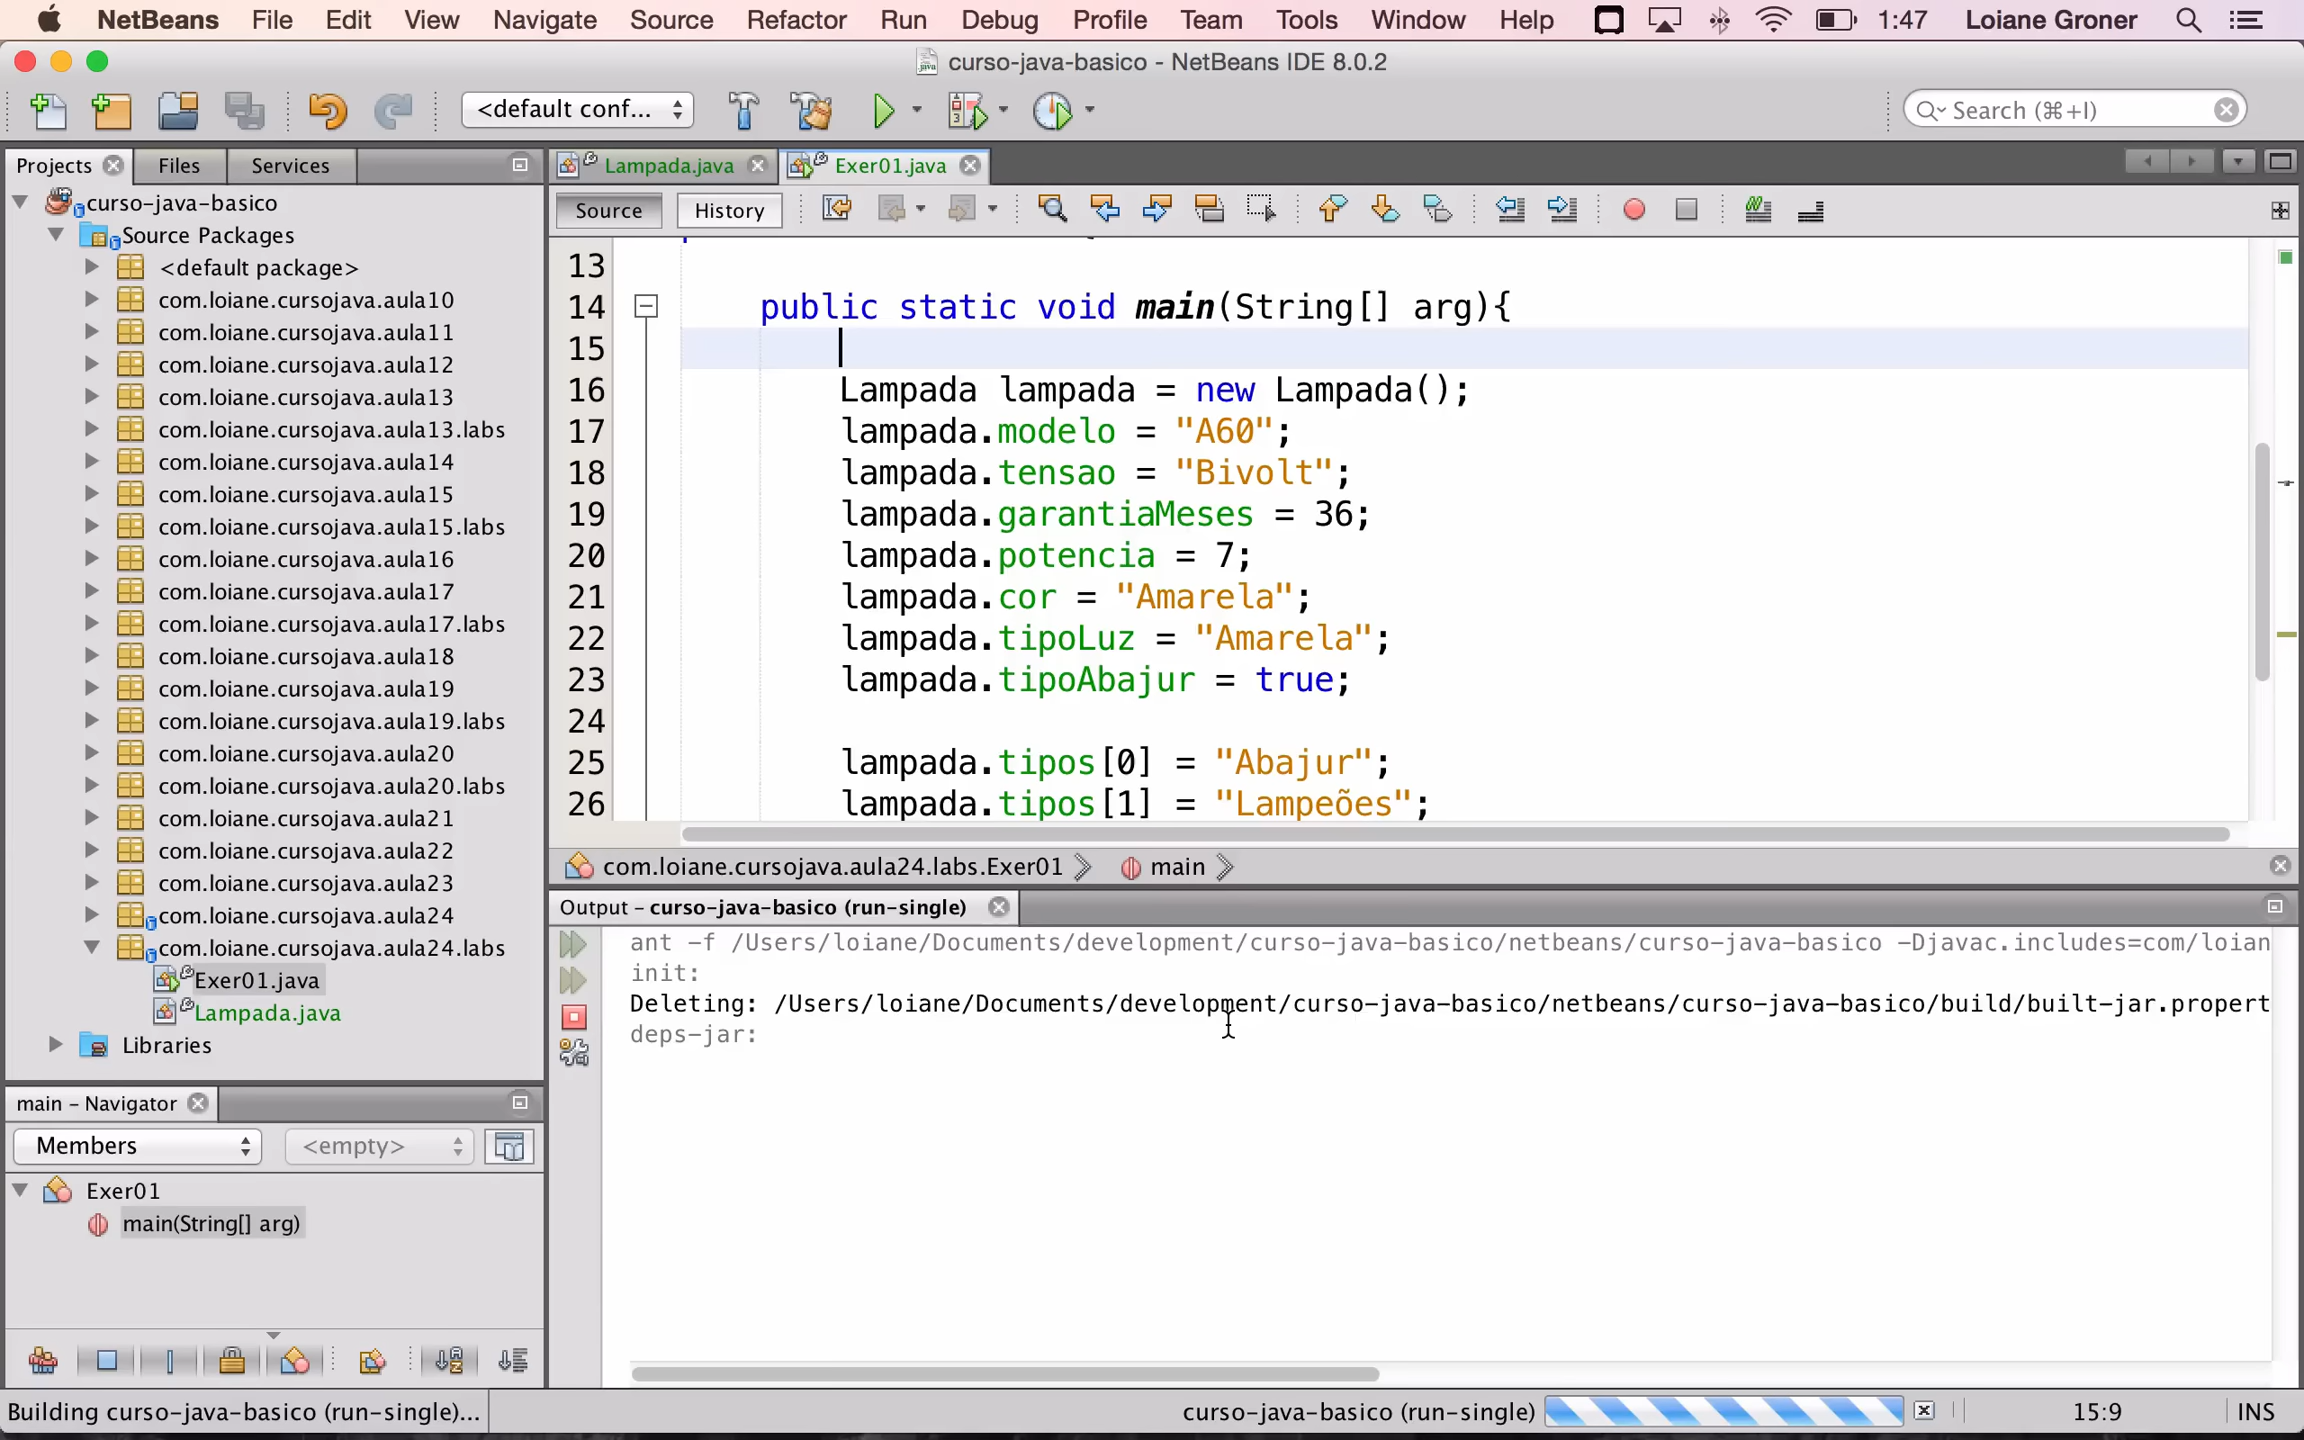 NetBeans File Edit View Navigate Source Refactor Run Debug Profile Team Tools Window Help 1:47 Loiane Groner
curso-java-basico - NetBeans IDE 8.0.2
<default conf... Search (⌘+I)
Projects Files Services
curso-java-basico
Source Packages
<default package>
com.loiane.cursojava.aula10
com.loiane.cursojava.aula11
com.loiane.cursojava.aula12
com.loiane.cursojava.aula13
com.loiane.cursojava.aula13.labs
com.loiane.cursojava.aula14
com.loiane.cursojava.aula15
com.loiane.cursojava.aula15.labs
com.loiane.cursojava.aula16
com.loiane.cursojava.aula17
com.loiane.cursojava.aula17.labs
com.loiane.cursojava.aula18
com.loiane.cursojava.aula19
com.loiane.cursojava.aula19.labs
com.loiane.cursojava.aula20
com.loiane.cursojava.aula20.labs
com.loiane.cursojava.aula21
com.loiane.cursojava.aula22
com.loiane.cursojava.aula23
com.loiane.cursojava.aula24
com.loiane.cursojava.aula24.labs
Exer01.java
Lampada.java
Libraries
main - Navigator
Members <empty>
Exer01
main(String[] arg)
Lampada.java Exer01.java
Source History
13
14 public static void main(String[] arg){
15
16 Lampada lampada = new Lampada();
17 lampada.modelo = "A60";
18 lampada.tensao = "Bivolt";
19 lampada.garantiaMeses = 36;
20 lampada.potencia = 7;
21 lampada.cor = "Amarela";
22 lampada.tipoLuz = "Amarela";
23 lampada.tipoAbajur = true;
24
25 lampada.tipos[0] = "Abajur";
26 lampada.tipos[1] = "Lampeões";
com.loiane.cursojava.aula24.labs.Exer01 main
Output - curso-java-basico (run-single)
ant -f /Users/loiane/Documents/development/curso-java-basico/netbeans/curso-java-basico -Djavac.includes=com/loian
init:
Deleting: /Users/loiane/Documents/development/curso-java-basico/netbeans/curso-java-basico/build/built-jar.propert
deps-jar:
Building curso-java-basico (run-single)... curso-java-basico (run-single) 15:9 INS